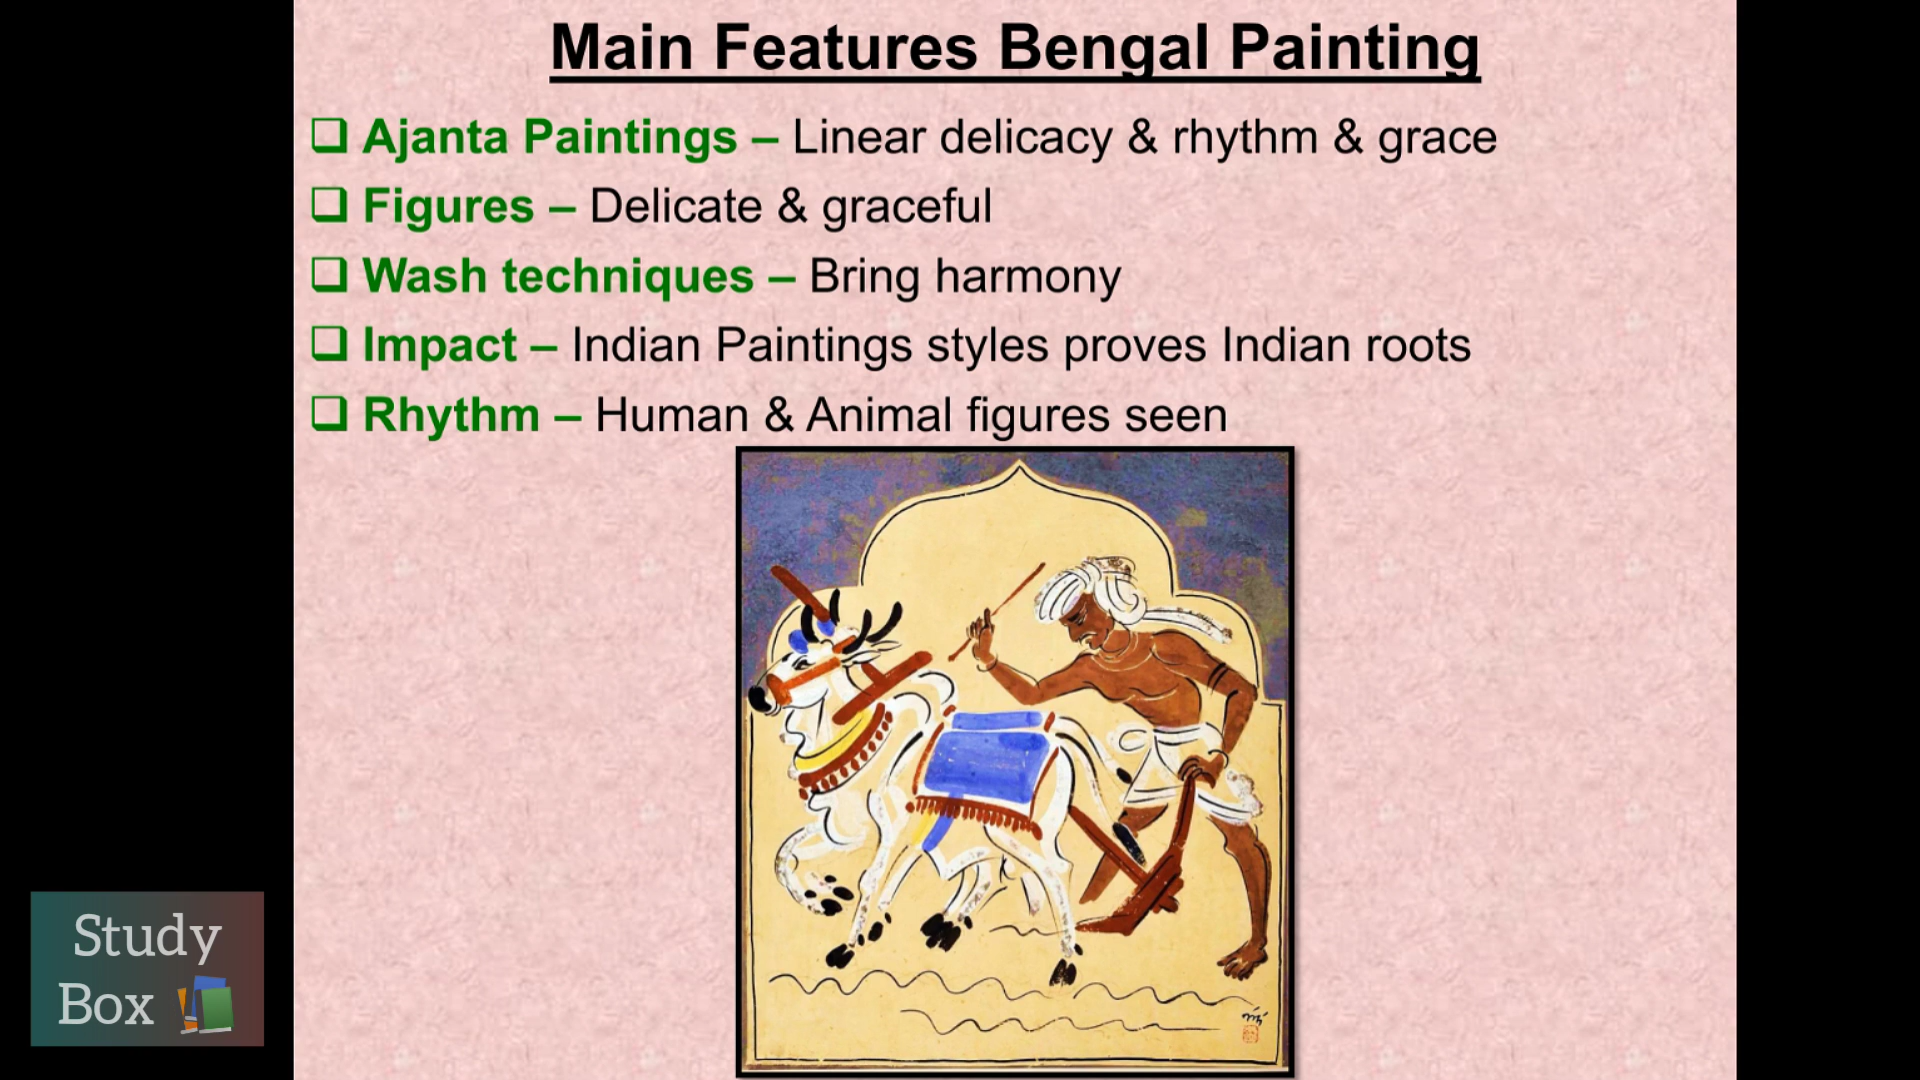 Main Features Bengal Painting
❑ Ajanta Paintings – Linear delicacy & rhythm & grace
❑ Figures – Delicate & graceful
❑ Wash techniques – Bring harmony
❑ Impact – Indian Paintings styles proves Indian roots
❑ Rhythm – Human & Animal figures seen
Study
Box